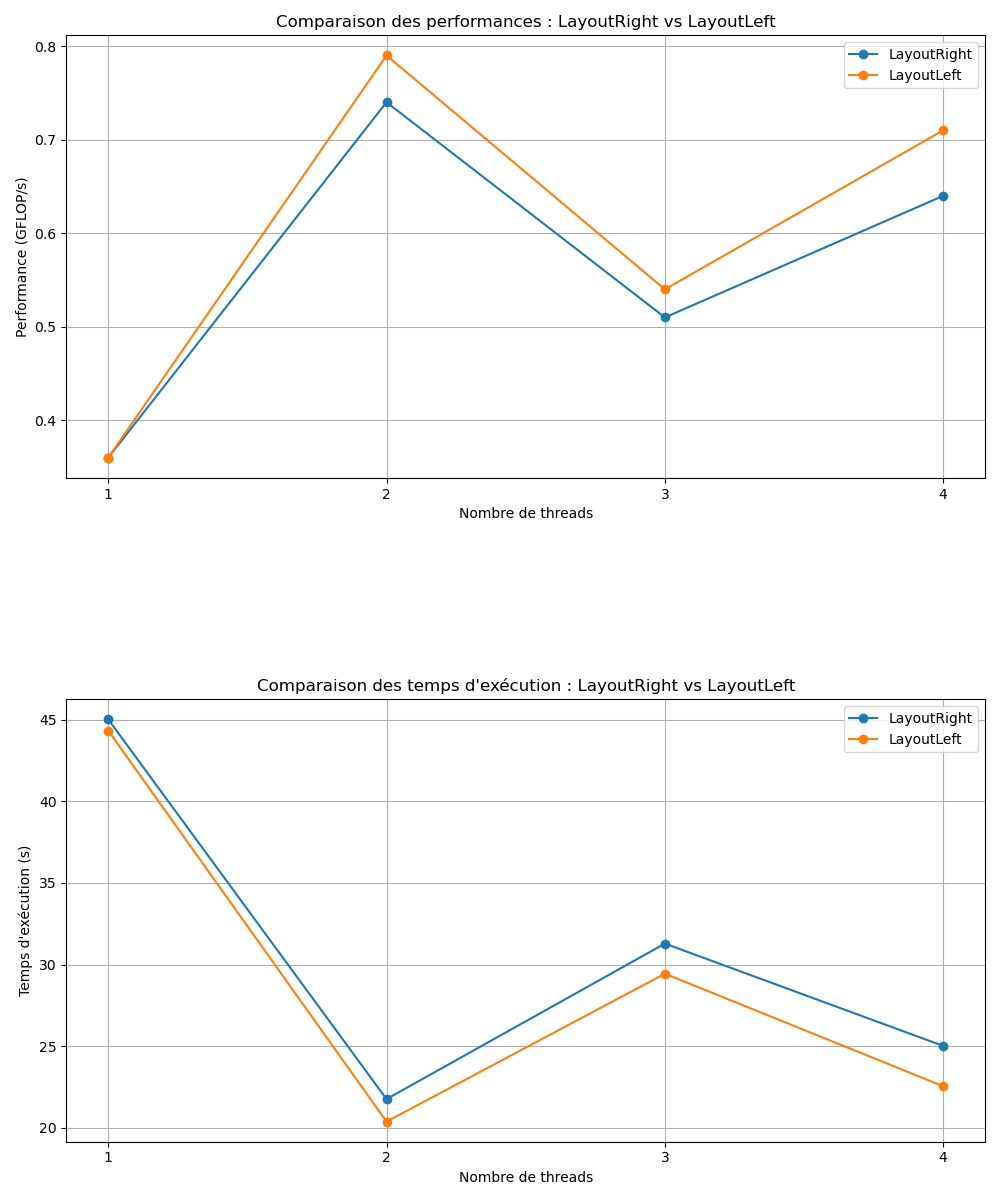 Comparaison des performances : LayoutRight vs LayoutLeft
LayoutRight
LayoutLeft
Performance (GFLOP/s)
0.8
0.7
0.6
0.5
0.4
1 2 3 4
Nombre de threads
Comparaison des temps d'exécution : LayoutRight vs LayoutLeft
LayoutRight
LayoutLeft
Temps d'exécution (s)
45
40
35
30
25
20
1 2 3 4
Nombre de threads